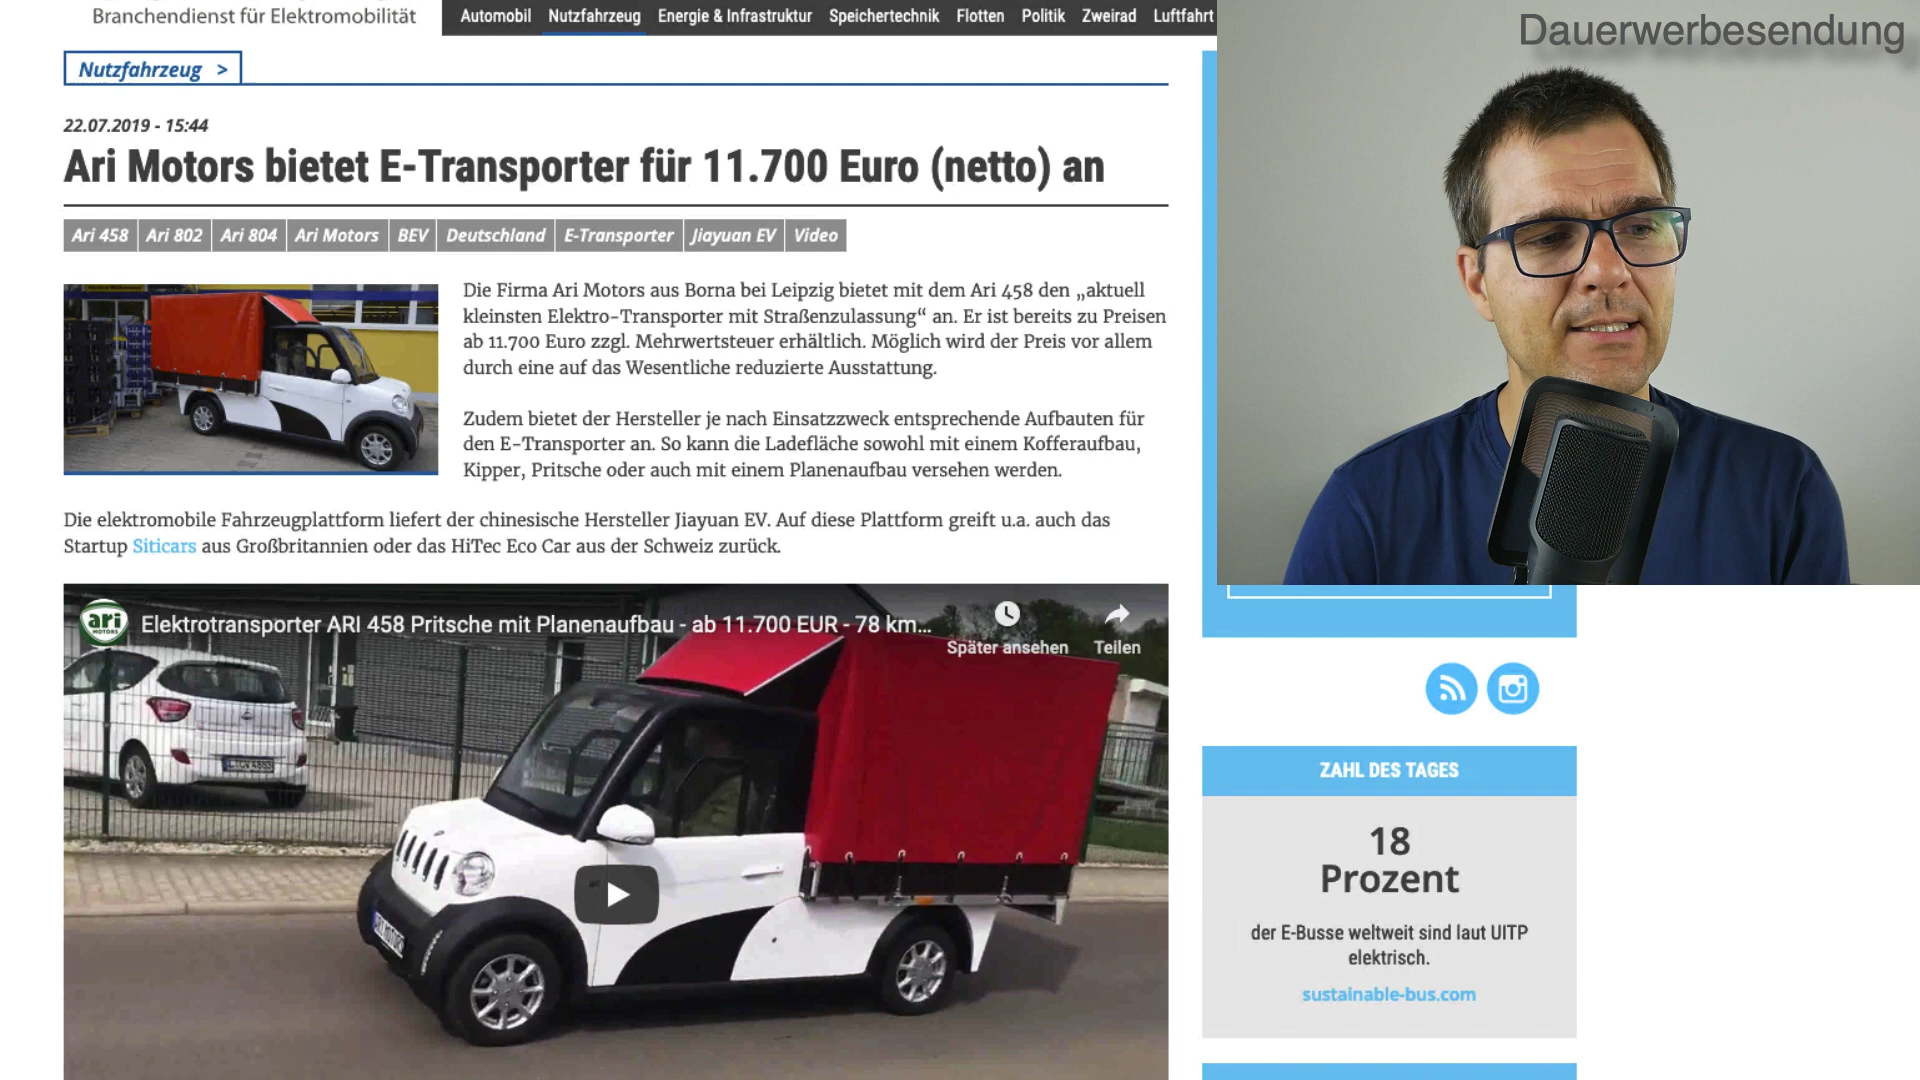 Branchendienst für Elektromobilität
Automobil Nutzfahrzeug Energie & Infrastruktur Speichertechnik Flotten Politik Zweirad Luftfahrt
Dauerwerbesendung
Nutzfahrzeug >
22.07.2019 - 15:44
Ari Motors bietet E-Transporter für 11.700 Euro (netto) an
Ari 458 Ari 802 Ari 804 Ari Motors BEV Deutschland E-Transporter Jiayuan EV Video
Die Firma Ari Motors aus Borna bei Leipzig bietet mit dem Ari 458 den „aktuell
kleinsten Elektro-Transporter mit Straßenzulassung“ an. Er ist bereits zu Preisen
ab 11.700 Euro zzgl. Mehrwertsteuer erhältlich. Möglich wird der Preis vor allem
durch eine auf das Wesentliche reduzierte Ausstattung.
Zudem bietet der Hersteller je nach Einsatzzweck entsprechende Aufbauten für
den E-Transporter an. So kann die Ladefläche sowohl mit einem Kofferaufbau,
Kipper, Pritsche oder auch mit einem Planenaufbau versehen werden.
Die elektromobile Fahrzeugplattform liefert der chinesische Hersteller Jiayuan EV. Auf diese Plattform greift u.a. auch das
Startup Siticars aus Großbritannien oder das HiTec Eco Car aus der Schweiz zurück.
ari
MOTORS
Elektrotransporter ARI 458 Pritsche mit Planenaufbau - ab 11.700 EUR - 78 km...
Später ansehen
Teilen
ZAHL DES TAGES
18
Prozent
der E-Busse weltweit sind laut UITP
elektrisch.
sustainable-bus.com